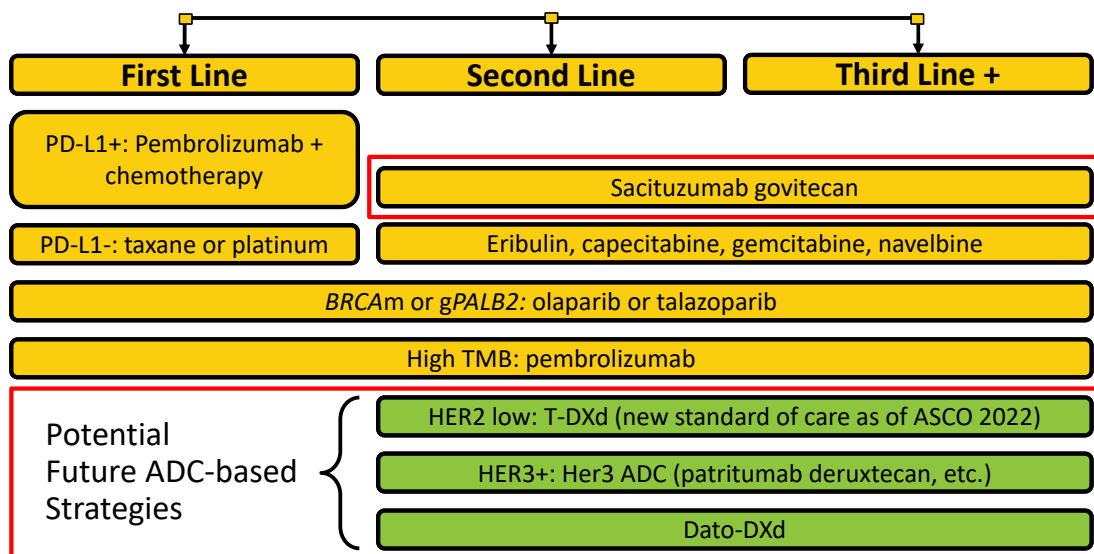 First Line
Second Line
Third Line +
PD-L1+: Pembrolizumab +
chemotherapy
Sacituzumab govitecan
PD-L1-: taxane or platinum
Eribulin, capecitabine, gemcitabine, navelbine
BRCAm or gPALB2: olaparib or talazoparib
High TMB: pembrolizumab
Potential
Future ADC-based
Strategies
HER2 low: T-DXd (new standard of care as of ASCO 2022)
HER3+: Her3 ADC (patritumab deruxtecan, etc.)
Dato-DXd